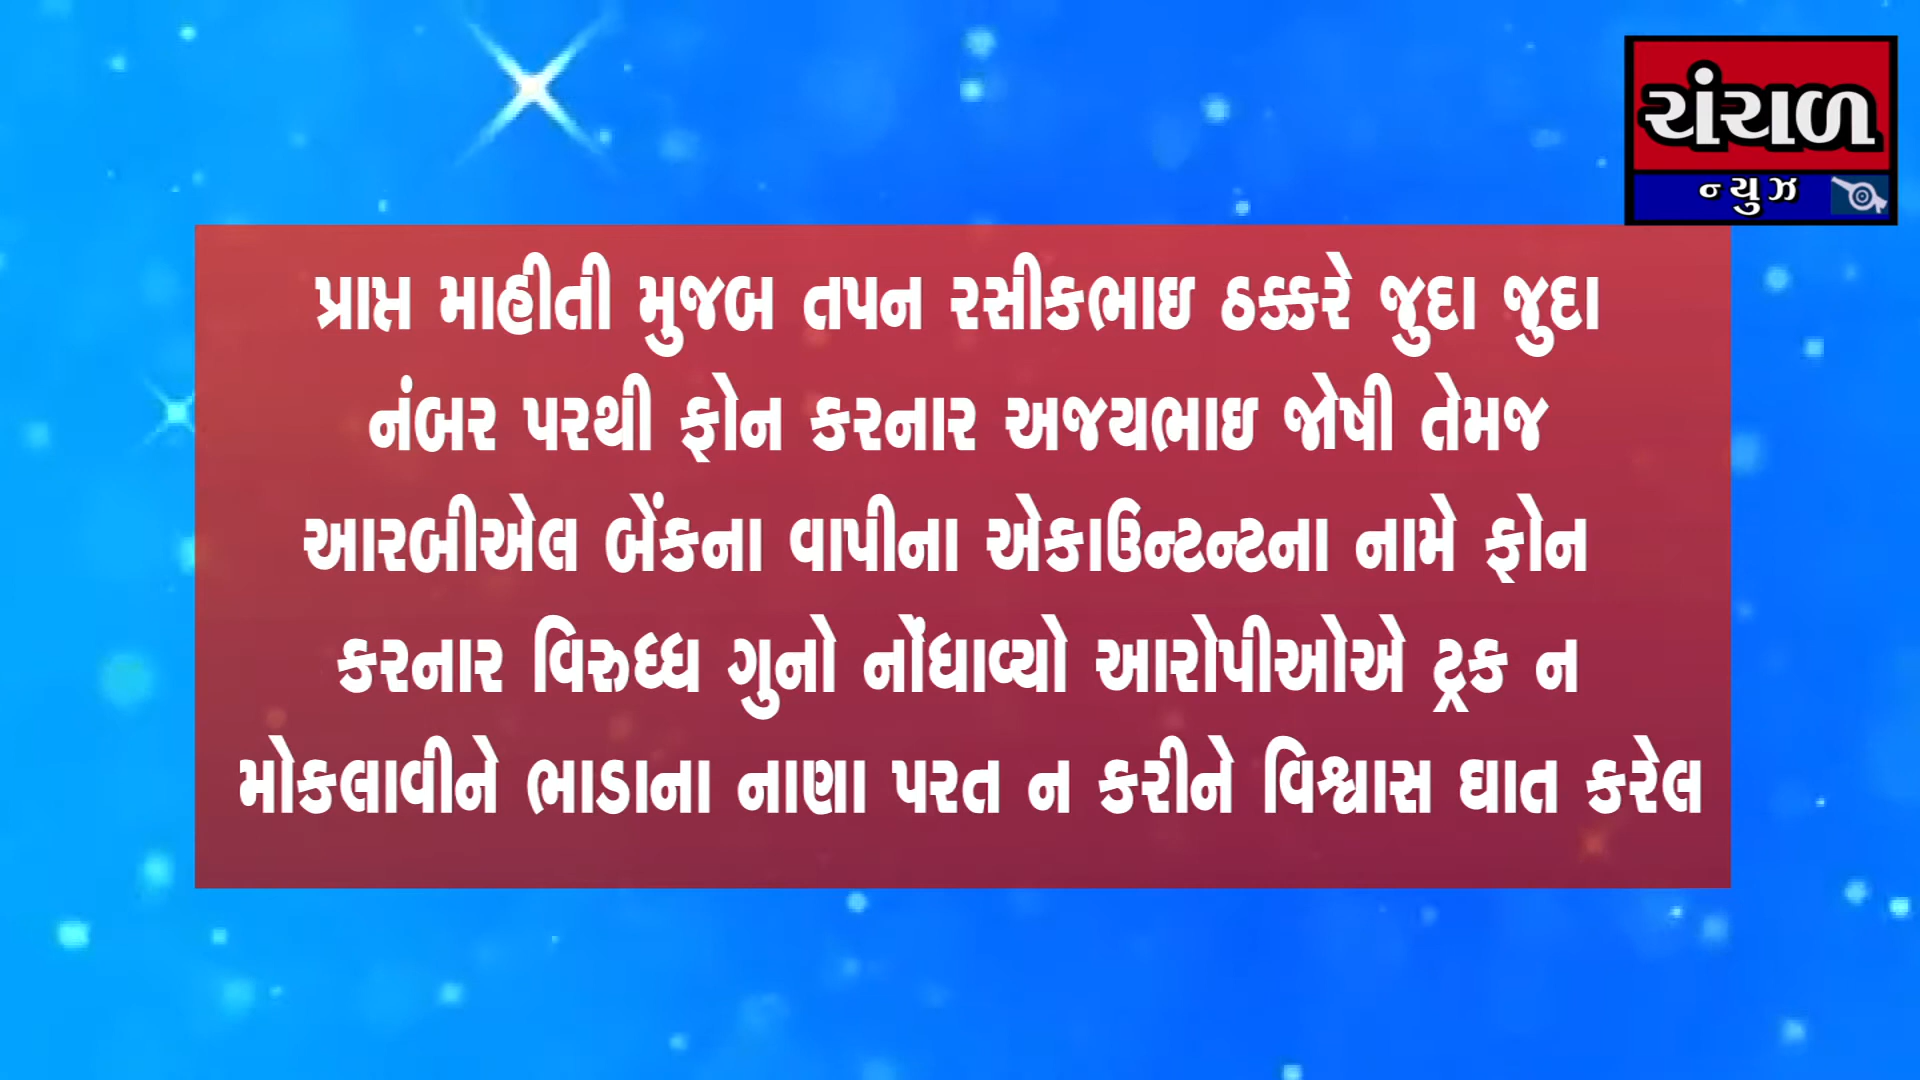 ચંચળ
ન્યુઝ
પ્રાપ્ત માહીતી મુજબ તપન રસીકભાઇ ઠક્કરે જુદા જુદા
નંબર પરથી ફોન કરનાર અજયભાઇ જોષી તેમજ
આરબીએલ બેંકના વાપીના એકાઉન્ટન્ટના નામે ફોન
કરનાર વિરુધ્ધ ગુનો નોંધાવ્યો આરોપીઓએ ટ્રક ન
મોકલાવીને ભાડાના નાણા પરત ન કરીને વિશ્વાસ ઘાત કરેલ